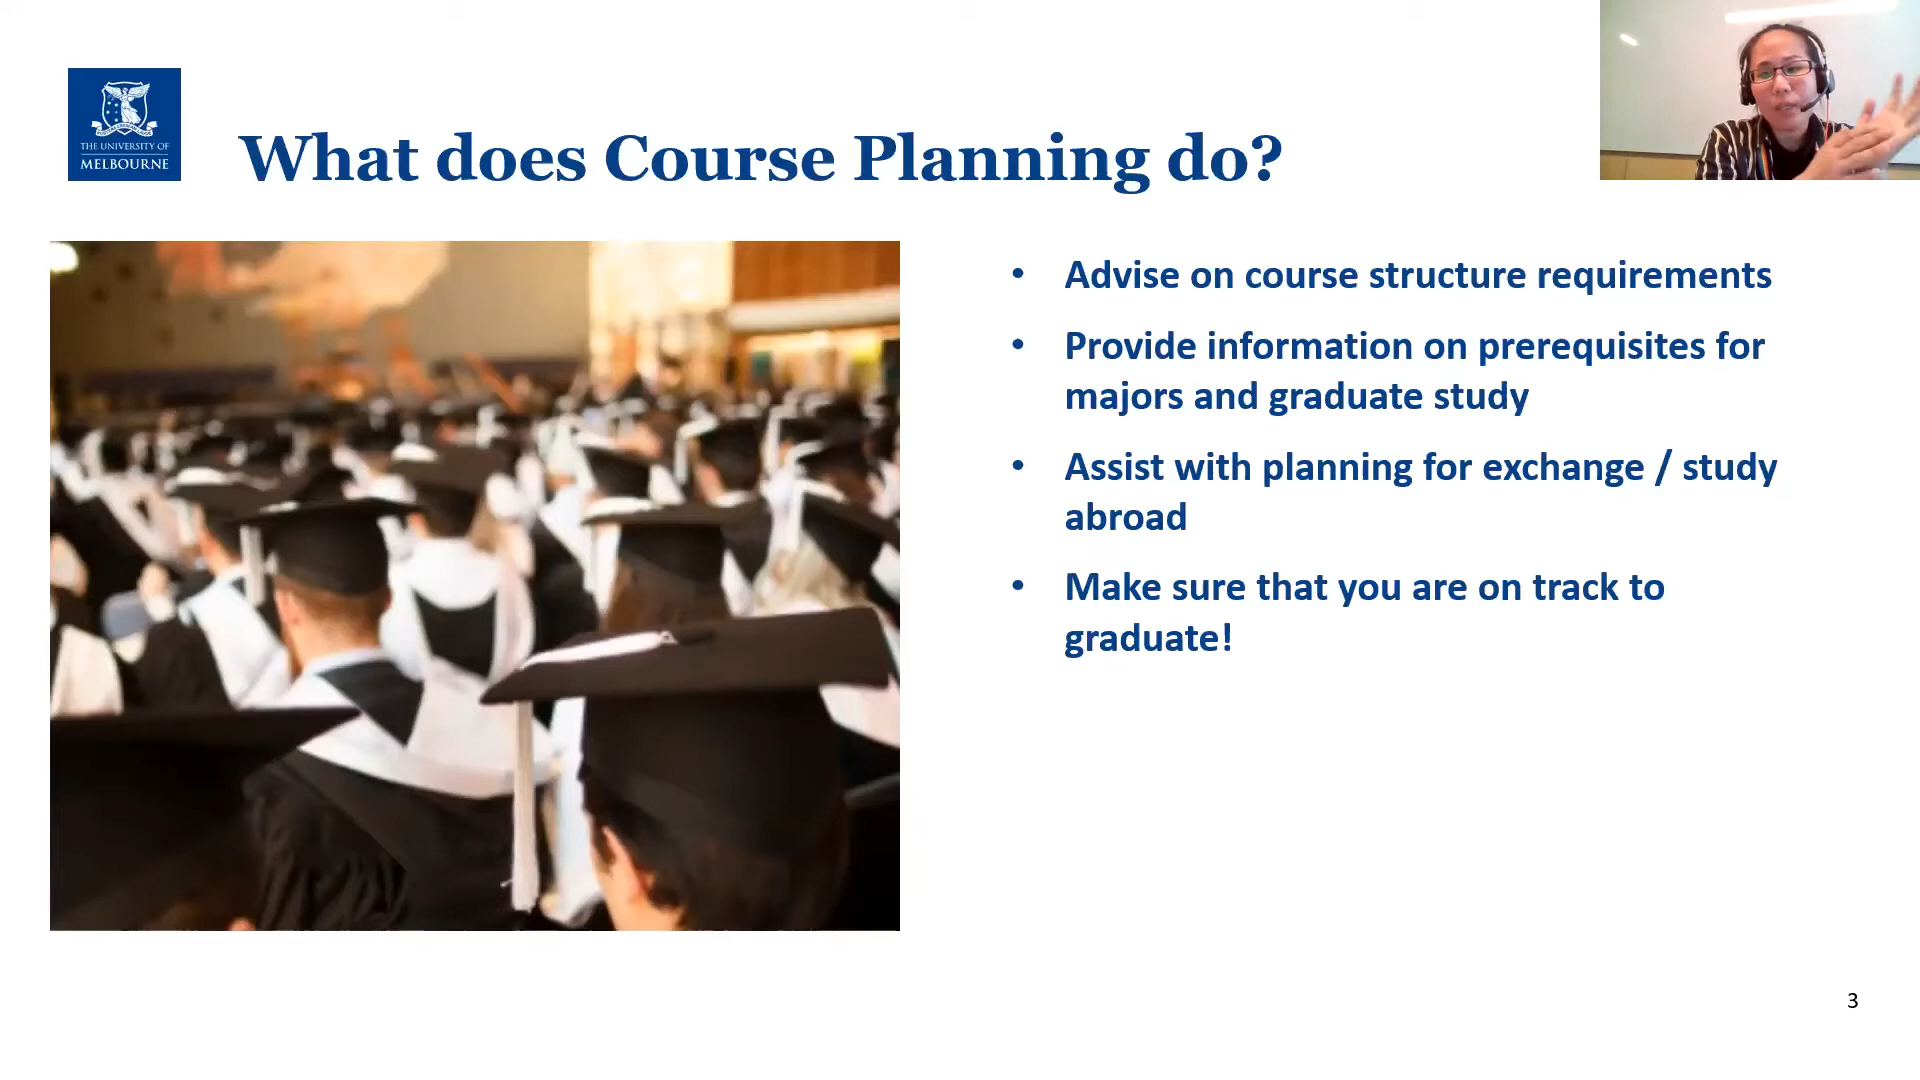 THE UNIVERSITY OF
MELBOURNE
What does Course Planning do?
• Advise on course structure requirements
• Provide information on prerequisites for
majors and graduate study
• Assist with planning for exchange / study
abroad
• Make sure that you are on track to
graduate!
3